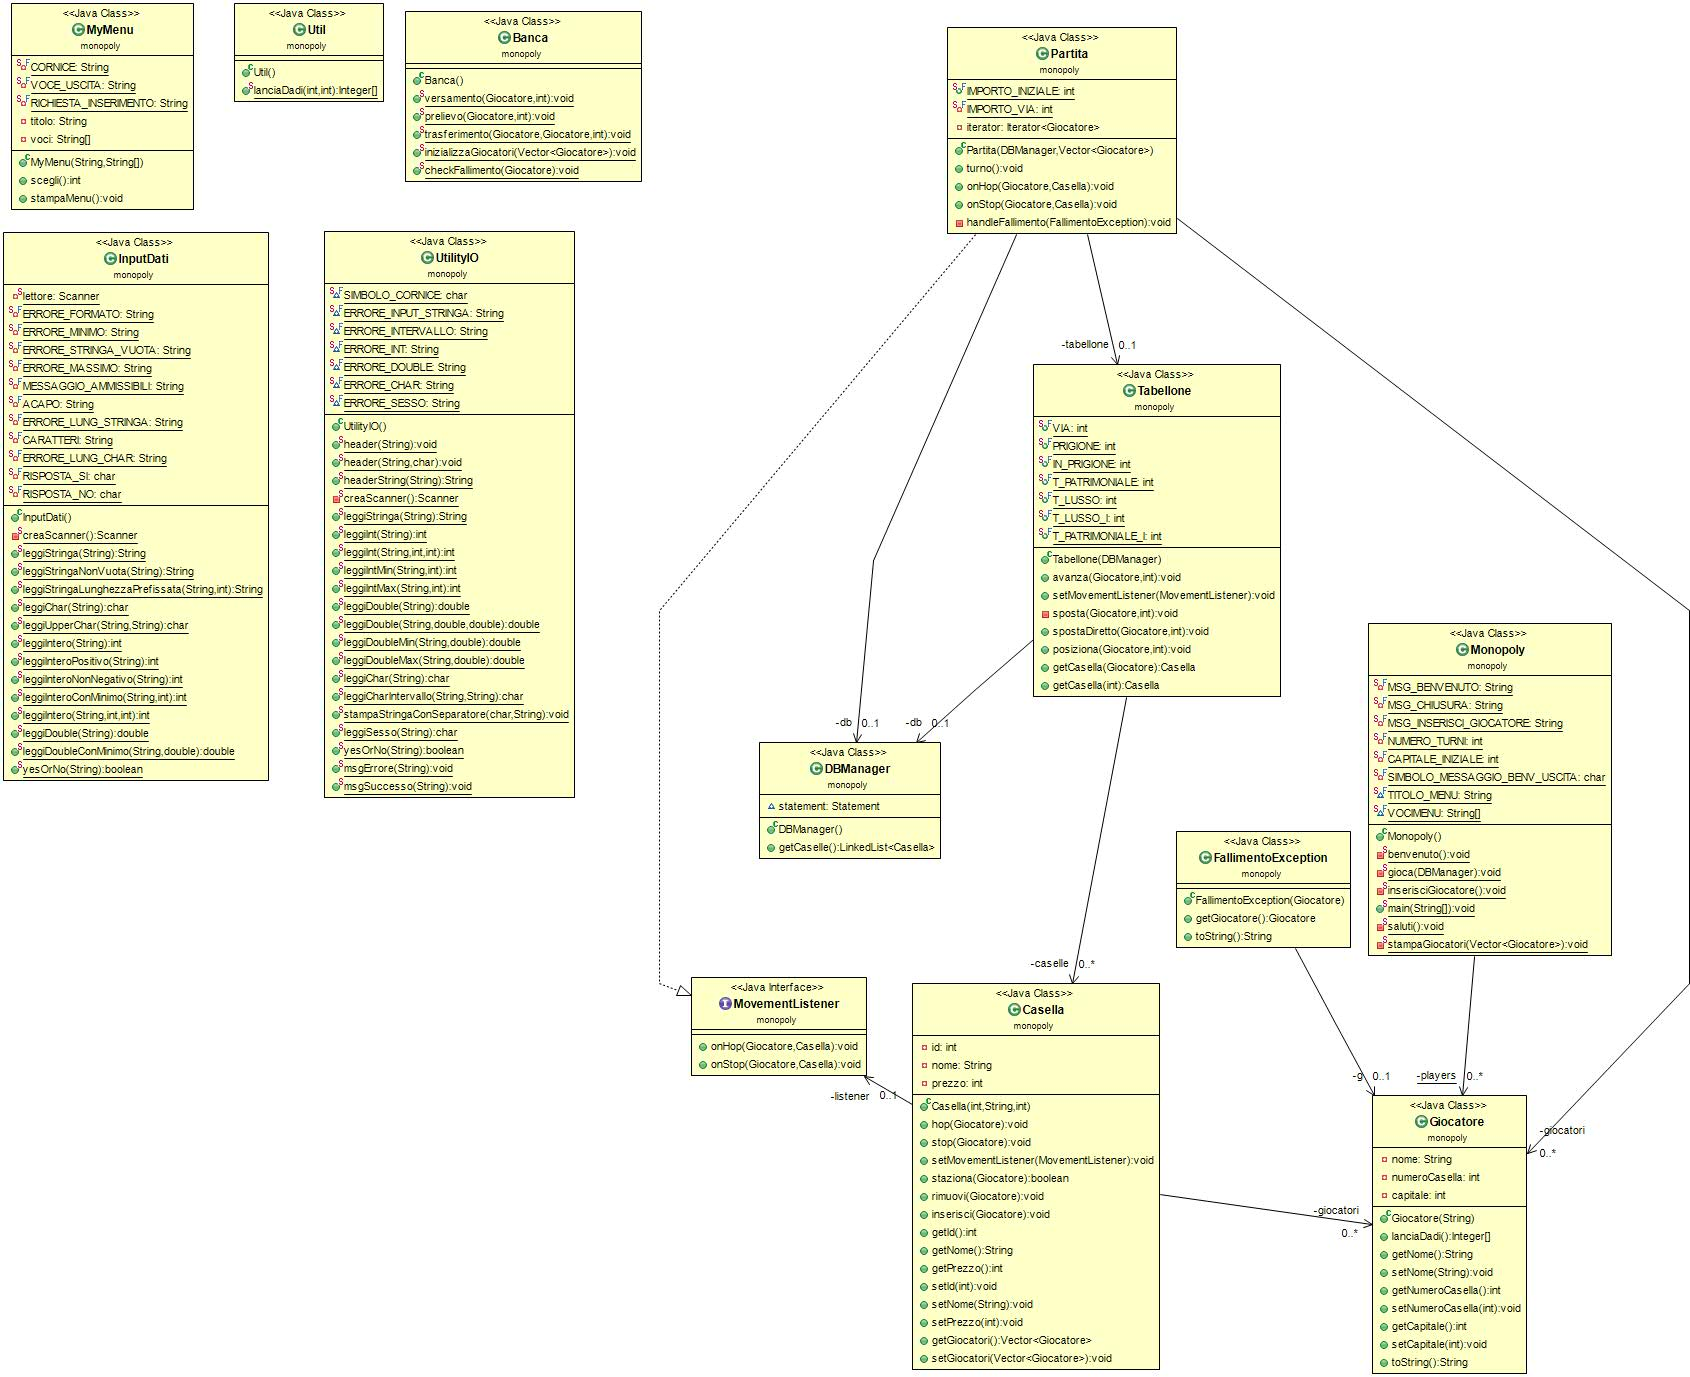 <<Java Class>>
MyMenu
monopoly
CORNICE: String
VOCE_USCITA: String
RICHIESTA_INSERIMENTO: String
titolo: String
voci: String[]
MyMenu(String,String[])
scegli():int
stampaMenu():void
<<Java Class>>
Util
monopoly
Util()
lanciaDadi(int,int):Integer[]
<<Java Class>>
Banca
monopoly
Banca()
versamento(Giocatore,int):void
prelievo(Giocatore,int):void
trasferimento(Giocatore,Giocatore,int):void
inizializzaGiocatori(Vector<Giocatore>):void
checkFallimento(Giocatore):void
<<Java Class>>
Partita
monopoly
IMPORTO_INIZIALE: int
IMPORTO_VIA: int
iterator: Iterator<Giocatore>
Partita(DBManager,Vector<Giocatore>)
turno():void
onHop(Giocatore,Casella):void
onStop(Giocatore,Casella):void
handleFallimento(FallimentoException):void
<<Java Class>>
InputDati
monopoly
lettore: Scanner
ERRORE_FORMATO: String
ERRORE_MINIMO: String
ERRORE_STRINGA_VUOTA: String
ERRORE_MASSIMO: String
MESSAGGIO_AMMISSIBILI: String
ACAPO: String
ERRORE_LUNG_STRINGA: String
CARATTERI: String
ERRORE_LUNG_CHAR: String
RISPOSTA_SI: char
RISPOSTA_NO: char
InputDati()
creaScanner():Scanner
leggiStringa(String):String
leggiStringaNonVuota(String):String
leggiStringaLunghezzaPrefissata(String,int):String
leggiChar(String):char
leggiUpperChar(String,String):char
leggiIntero(String):int
leggiInteroPositivo(String):int
leggiInteroNonNegativo(String):int
leggiInteroConMinimo(String,int):int
leggiIntero(String,int,int):int
leggiDouble(String):double
leggiDoubleConMinimo(String,double):double
yesOrNo(String):boolean
<<Java Class>>
UtilityIO
monopoly
SIMBOLO_CORNICE: char
ERRORE_INPUT_STRINGA: String
ERRORE_INTERVALLO: String
ERRORE_INT: String
ERRORE_DOUBLE: String
ERRORE_CHAR: String
ERRORE_SESSO: String
UtilityIO()
header(String):void
header(String,char):void
headerString(String):String
creaScanner():Scanner
leggiStringa(String):String
leggiInt(String):int
leggiInt(String,int,int):int
leggiIntMin(String,int):int
leggiIntMax(String,int):int
leggiDouble(String):double
leggiDouble(String,double,double):double
leggiDoubleMin(String,double):double
leggiDoubleMax(String,double):double
leggiChar(String):char
leggiCharIntervallo(String,String):char
stampaStringaConSeparatore(char,String):void
leggiSesso(String):char
yesOrNo(String):boolean
msgErrore(String):void
msgSuccesso(String):void
-tabellone 0..1
<<Java Class>>
Tabellone
monopoly
VIA: int
PRIGIONE: int
IN_PRIGIONE: int
T_PATRIMONIALE: int
T_LUSSO: int
T_LUSSO_I: int
T_PATRIMONIALE_I: int
Tabellone(DBManager)
avanza(Giocatore,int):void
setMovementListener(MovementListener):void
sposta(Giocatore,int):void
spostaDiretto(Giocatore,int):void
posiziona(Giocatore,int):void
getCasella(Giocatore):Casella
getCasella(int):Casella
-db 0..1
-db 0..1
<<Java Class>>
DBManager
monopoly
statement: Statement
DBManager()
getCaselle():LinkedList<Casella>
<<Java Class>>
Monopoly
monopoly
MSG_BENVENUTO: String
MSG_CHIUSURA: String
MSG_INSERISCI_GIOCATORE: String
NUMERO_TURNI: int
CAPITALE_INIZIALE: int
SIMBOLO_MESSAGGIO_BENV_USCITA: char
TITOLO_MENU: String
VOCIMENU: String[]
Monopoly()
benvenuto():void
gioca(DBManager):void
inserisciGiocatore():void
main(String[]):void
saluti():void
stampaGiocatori(Vector<Giocatore>):void
<<Java Class>>
FallimentoException
monopoly
FallimentoException(Giocatore)
getGiocatore():Giocatore
toString():String
-caselle 0..*
<<Java Interface>>
MovementListener
monopoly
onHop(Giocatore,Casella):void
onStop(Giocatore,Casella):void
-listener 0..1
<<Java Class>>
Casella
monopoly
id: int
nome: String
prezzo: int
Casella(int,String,int)
hop(Giocatore):void
stop(Giocatore):void
setMovementListener(MovementListener):void
staziona(Giocatore):boolean
rimuovi(Giocatore):void
inserisci(Giocatore):void
getId():int
getNome():String
getPrezzo():int
setId(int):void
setNome(String):void
setPrezzo(int):void
getGiocatori():Vector<Giocatore>
setGiocatori(Vector<Giocatore>):void
-g 0..1
-players 0..*
-giocatori
0..*
-giocatori
0..*
<<Java Class>>
Giocatore
monopoly
nome: String
numeroCasella: int
capitale: int
Giocatore(String)
lanciaDadi():Integer[]
getNome():String
setNome(String):void
getNumeroCasella():int
setNumeroCasella(int):void
getCapitale():int
setCapitale(int):void
toString():String